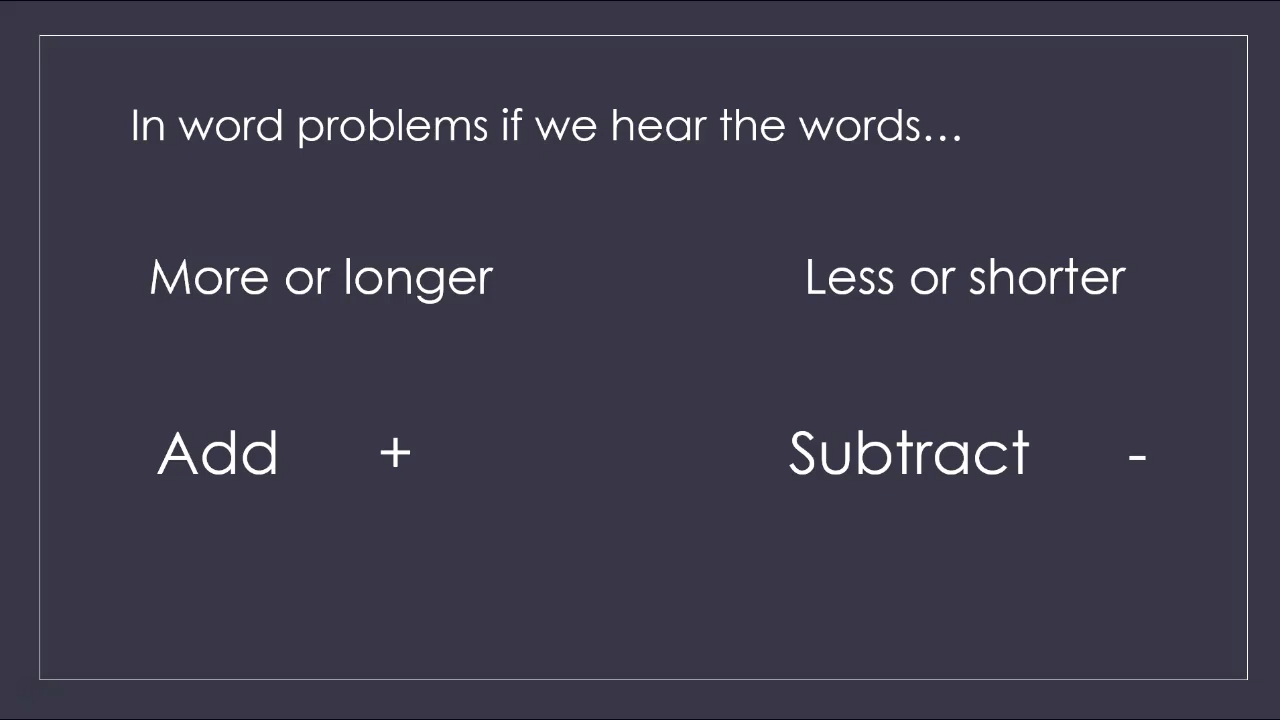 In word problems if we hear the words…
More or longer
Less or shorter
Add +
Subtract -